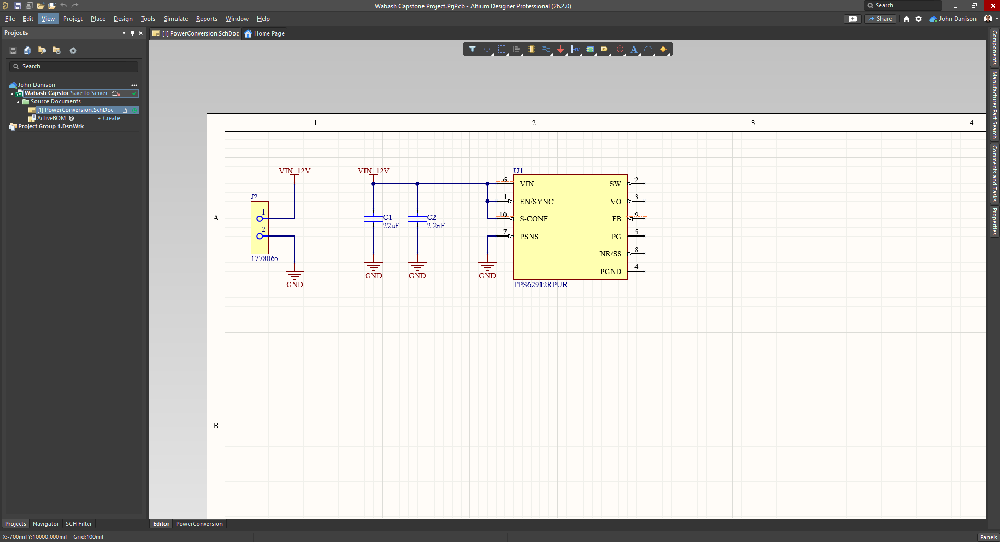 Wabash Capstone Project.PrjPcb - Altium Designer Professional (26.2.0)
Search
File Edit View Project Place Design Tools Simulate Reports Window Help
Share
John Danison
Projects
[1] PowerConversion.SchDoc
Home Page
Search
John Danison
Wabash Capstor Save to Server
Source Documents
[1] PowerConversion.SchDoc
ActiveBOM ? + Create
Project Group 1.DsnWrk
Components
Manufacturer Part Search
Comments and Tasks
Properties
1 2 3 4
A
B
VIN_12V
J?
1
2
1778065
GND
VIN_12V
C1
22uF
C2
2.2nF
GND
GND
GND
U1
6 VIN SW 2
1 EN/SYNC VO 3
10 S-CONF FB 9
7 PSNS PG 5
NR/SS 8
PGND 4
TPS62912RPUR
Projects Navigator SCH Filter
Editor PowerConversion
X:-700mil Y:10000.000mil Grid:100mil
Panels